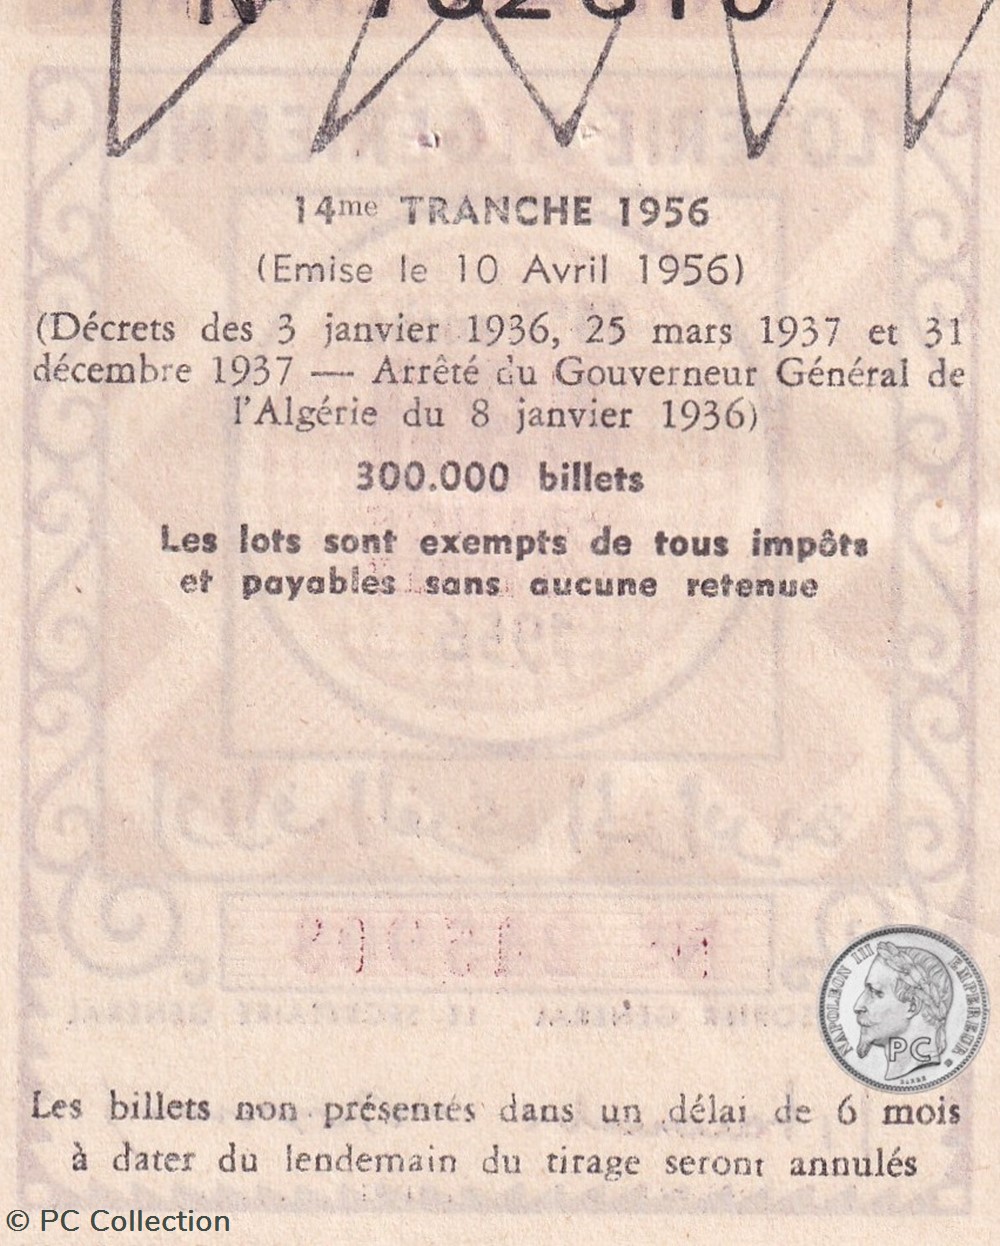 14me TRANCHE 1956
(Emise le 10 Avril 1956)
(Décrets des 3 janvier 1936, 25 mars 1937 et 31
décembre 1937 — Arrêté du Gouverneur Général de
l'Algérie du 8 janvier 1936)
300.000 billets
Les lots sont exempts de tous impôts
et payables sans aucune retenue
NAPOLEON III EMPEREUR
PC
BARRE
Les billets non présentés dans un délai de 6 mois
à dater du lendemain du tirage seront annulés
© PC Collection